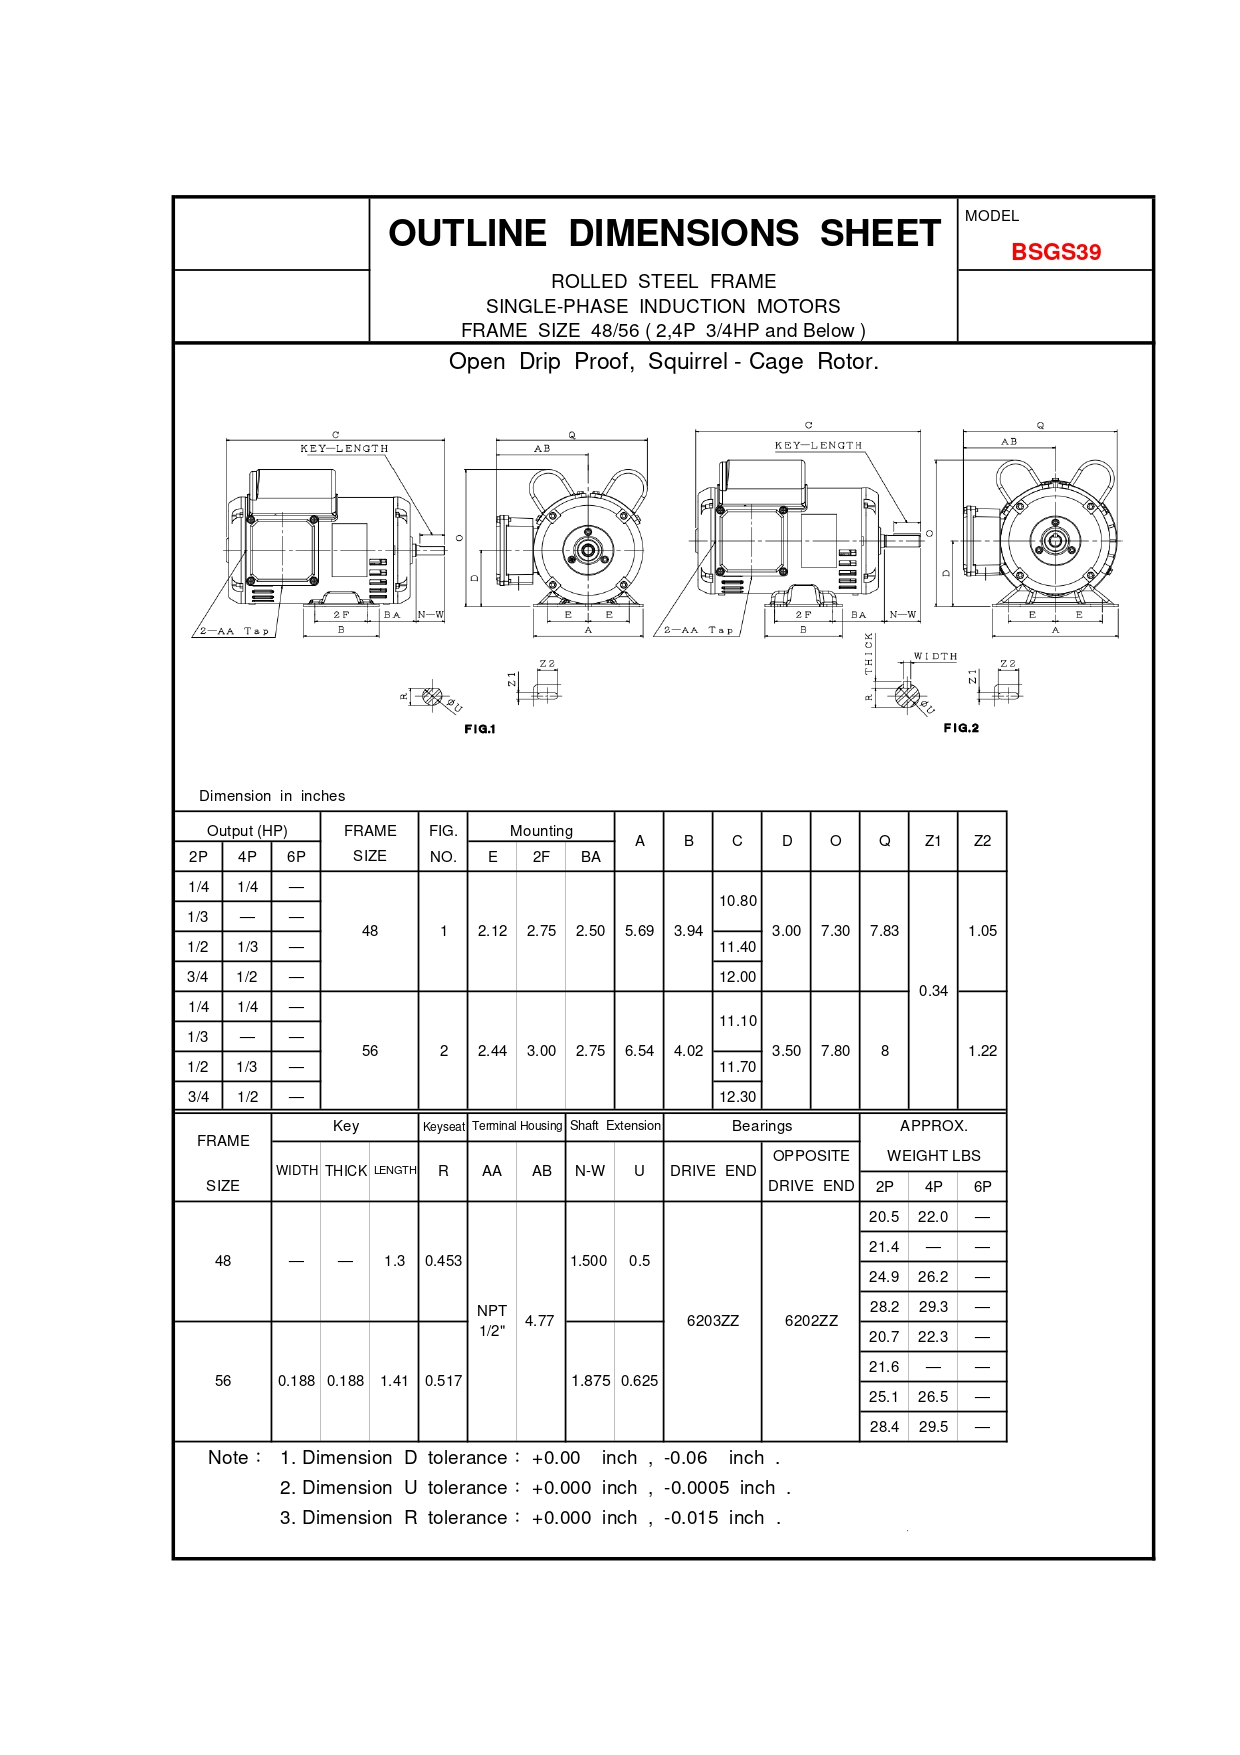 OUTLINE DIMENSIONS SHEET
MODEL
BSGS39
ROLLED STEEL FRAME
SINGLE-PHASE INDUCTION MOTORS
FRAME SIZE 48/56 ( 2,4P 3/4HP and Below )
Open Drip Proof, Squirrel - Cage Rotor.
C
KEY—LENGTH
Q
AB
O
D
2F
BA
N—W
B
E
E
A
2—AA Tap
Z2
Z1
R
ØU
FIG.1
C
KEY—LENGTH
Q
AB
O
D
2F
BA
N—W
B
E
E
A
2—AA Tap
THICK
WIDTH
Z2
Z1
R
ØU
FIG.2
Dimension in inches
Output (HP) FRAME FIG. Mounting A B C D O Q Z1 Z2
2P 4P 6P SIZE NO. E 2F BA
1/4 1/4 —
10.80
1/3 — —
48 1 2.12 2.75 2.50 5.69 3.94 3.00 7.30 7.83 1.05
1/2 1/3 — 11.40
3/4 1/2 — 12.00
0.34
1/4 1/4 —
11.10
1/3 — —
56 2 2.44 3.00 2.75 6.54 4.02 3.50 7.80 8 1.22
1/2 1/3 — 11.70
3/4 1/2 — 12.30
FRAME Key Keyseat Terminal Housing Shaft Extension Bearings APPROX.
SIZE WIDTH THICK LENGTH R AA AB N-W U DRIVE END OPPOSITE WEIGHT LBS
DRIVE END 2P 4P 6P
20.5 22.0 —
21.4 — —
48 — — 1.3 0.453 1.500 0.5
24.9 26.2 —
28.2 29.3 —
NPT
1/2" 4.77 6203ZZ 6202ZZ
20.7 22.3 —
21.6 — —
56 0.188 0.188 1.41 0.517 1.875 0.625
25.1 26.5 —
28.4 29.5 —
Note： 1. Dimension D tolerance： +0.00 inch , -0.06 inch .
2. Dimension U tolerance： +0.000 inch , -0.0005 inch .
3. Dimension R tolerance： +0.000 inch , -0.015 inch .